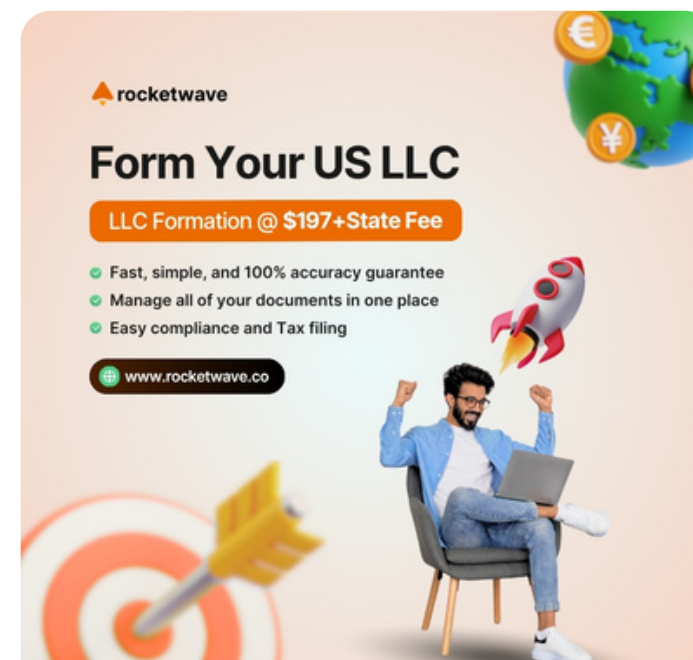 rocketwave
Form Your US LLC
LLC Formation @ $197+State Fee
Fast, simple, and 100% accuracy guarantee
Manage all of your documents in one place
Easy compliance and Tax filing
www.rocketwave.co
€
¥